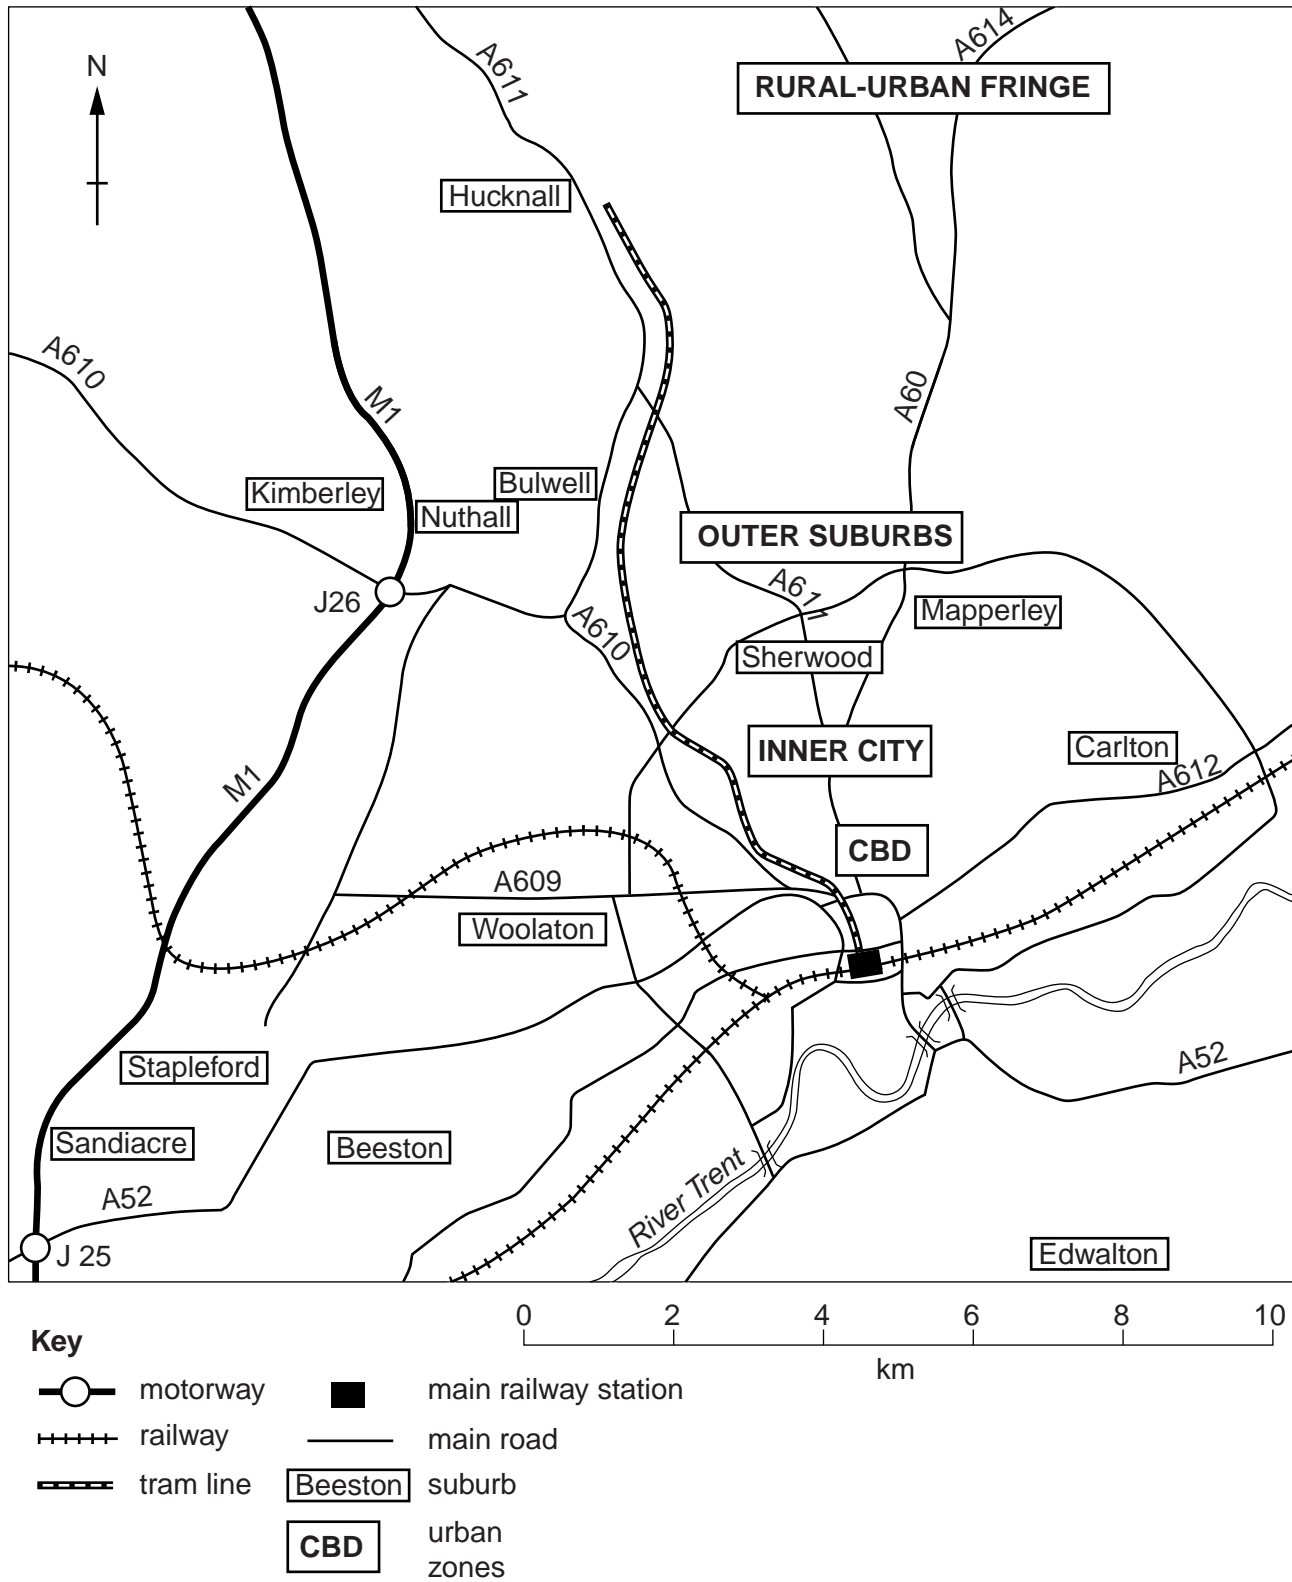 A614
A611
N
RURAL-URBAN FRINGE
Hucknall
A610
M1
A60
Kimberley
Bulwell
Nuthall
OUTER SUBURBS
J26
A611
A610
Mapperley
Sherwood
INNER CITY
Carlton
A612
M1
CBD
A609
Woolaton
Stapleford
A52
Sandiacre
Beeston
A52
River Trent
J 25
Edwalton
0 2 4 6 8 10
km
Key
motorway
main railway station
railway
main road
tram line
Beeston
suburb
CBD
urban
zones